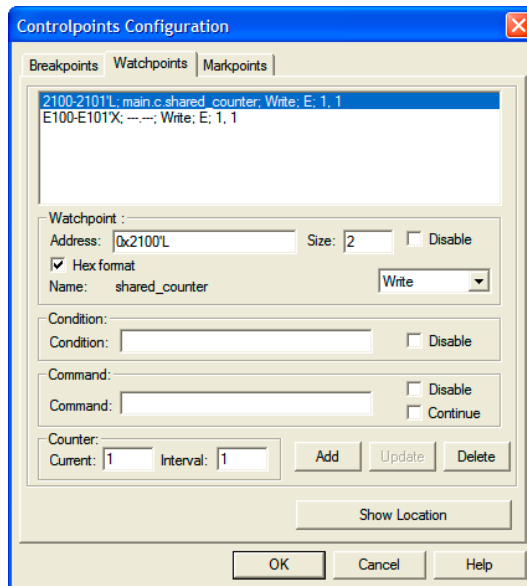 Controlpoints Configuration
Breakpoints Watchpoints Markpoints
2100-2101'L; main.c.shared_counter; Write; E; 1, 1
E100-E101'X; ---.---; Write; E; 1, 1
Watchpoint :
Address: 0x2100'L Size: 2 Disable
Hex format
Name: shared_counter Write
Condition:
Condition: Disable
Command:
Disable
Command:
Continue
Counter:
Current: 1 Interval: 1 Add Update Delete
Show Location
OK Cancel Help